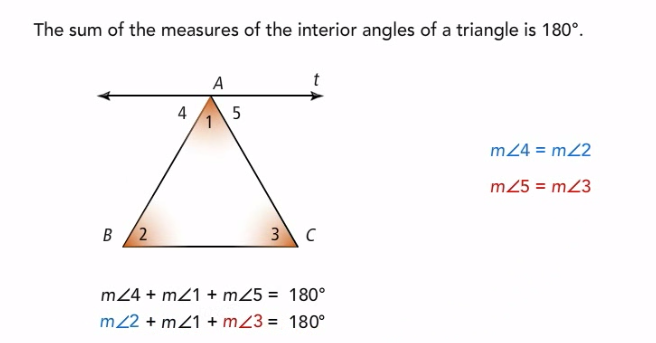 The sum of the measures of the interior angles of a triangle is 180°.
A t
4 1 5
m∠4 = m∠2
m∠5 = m∠3
B 2 3 C
m∠4 + m∠1 + m∠5 = 180°
m∠2 + m∠1 + m∠3 = 180°